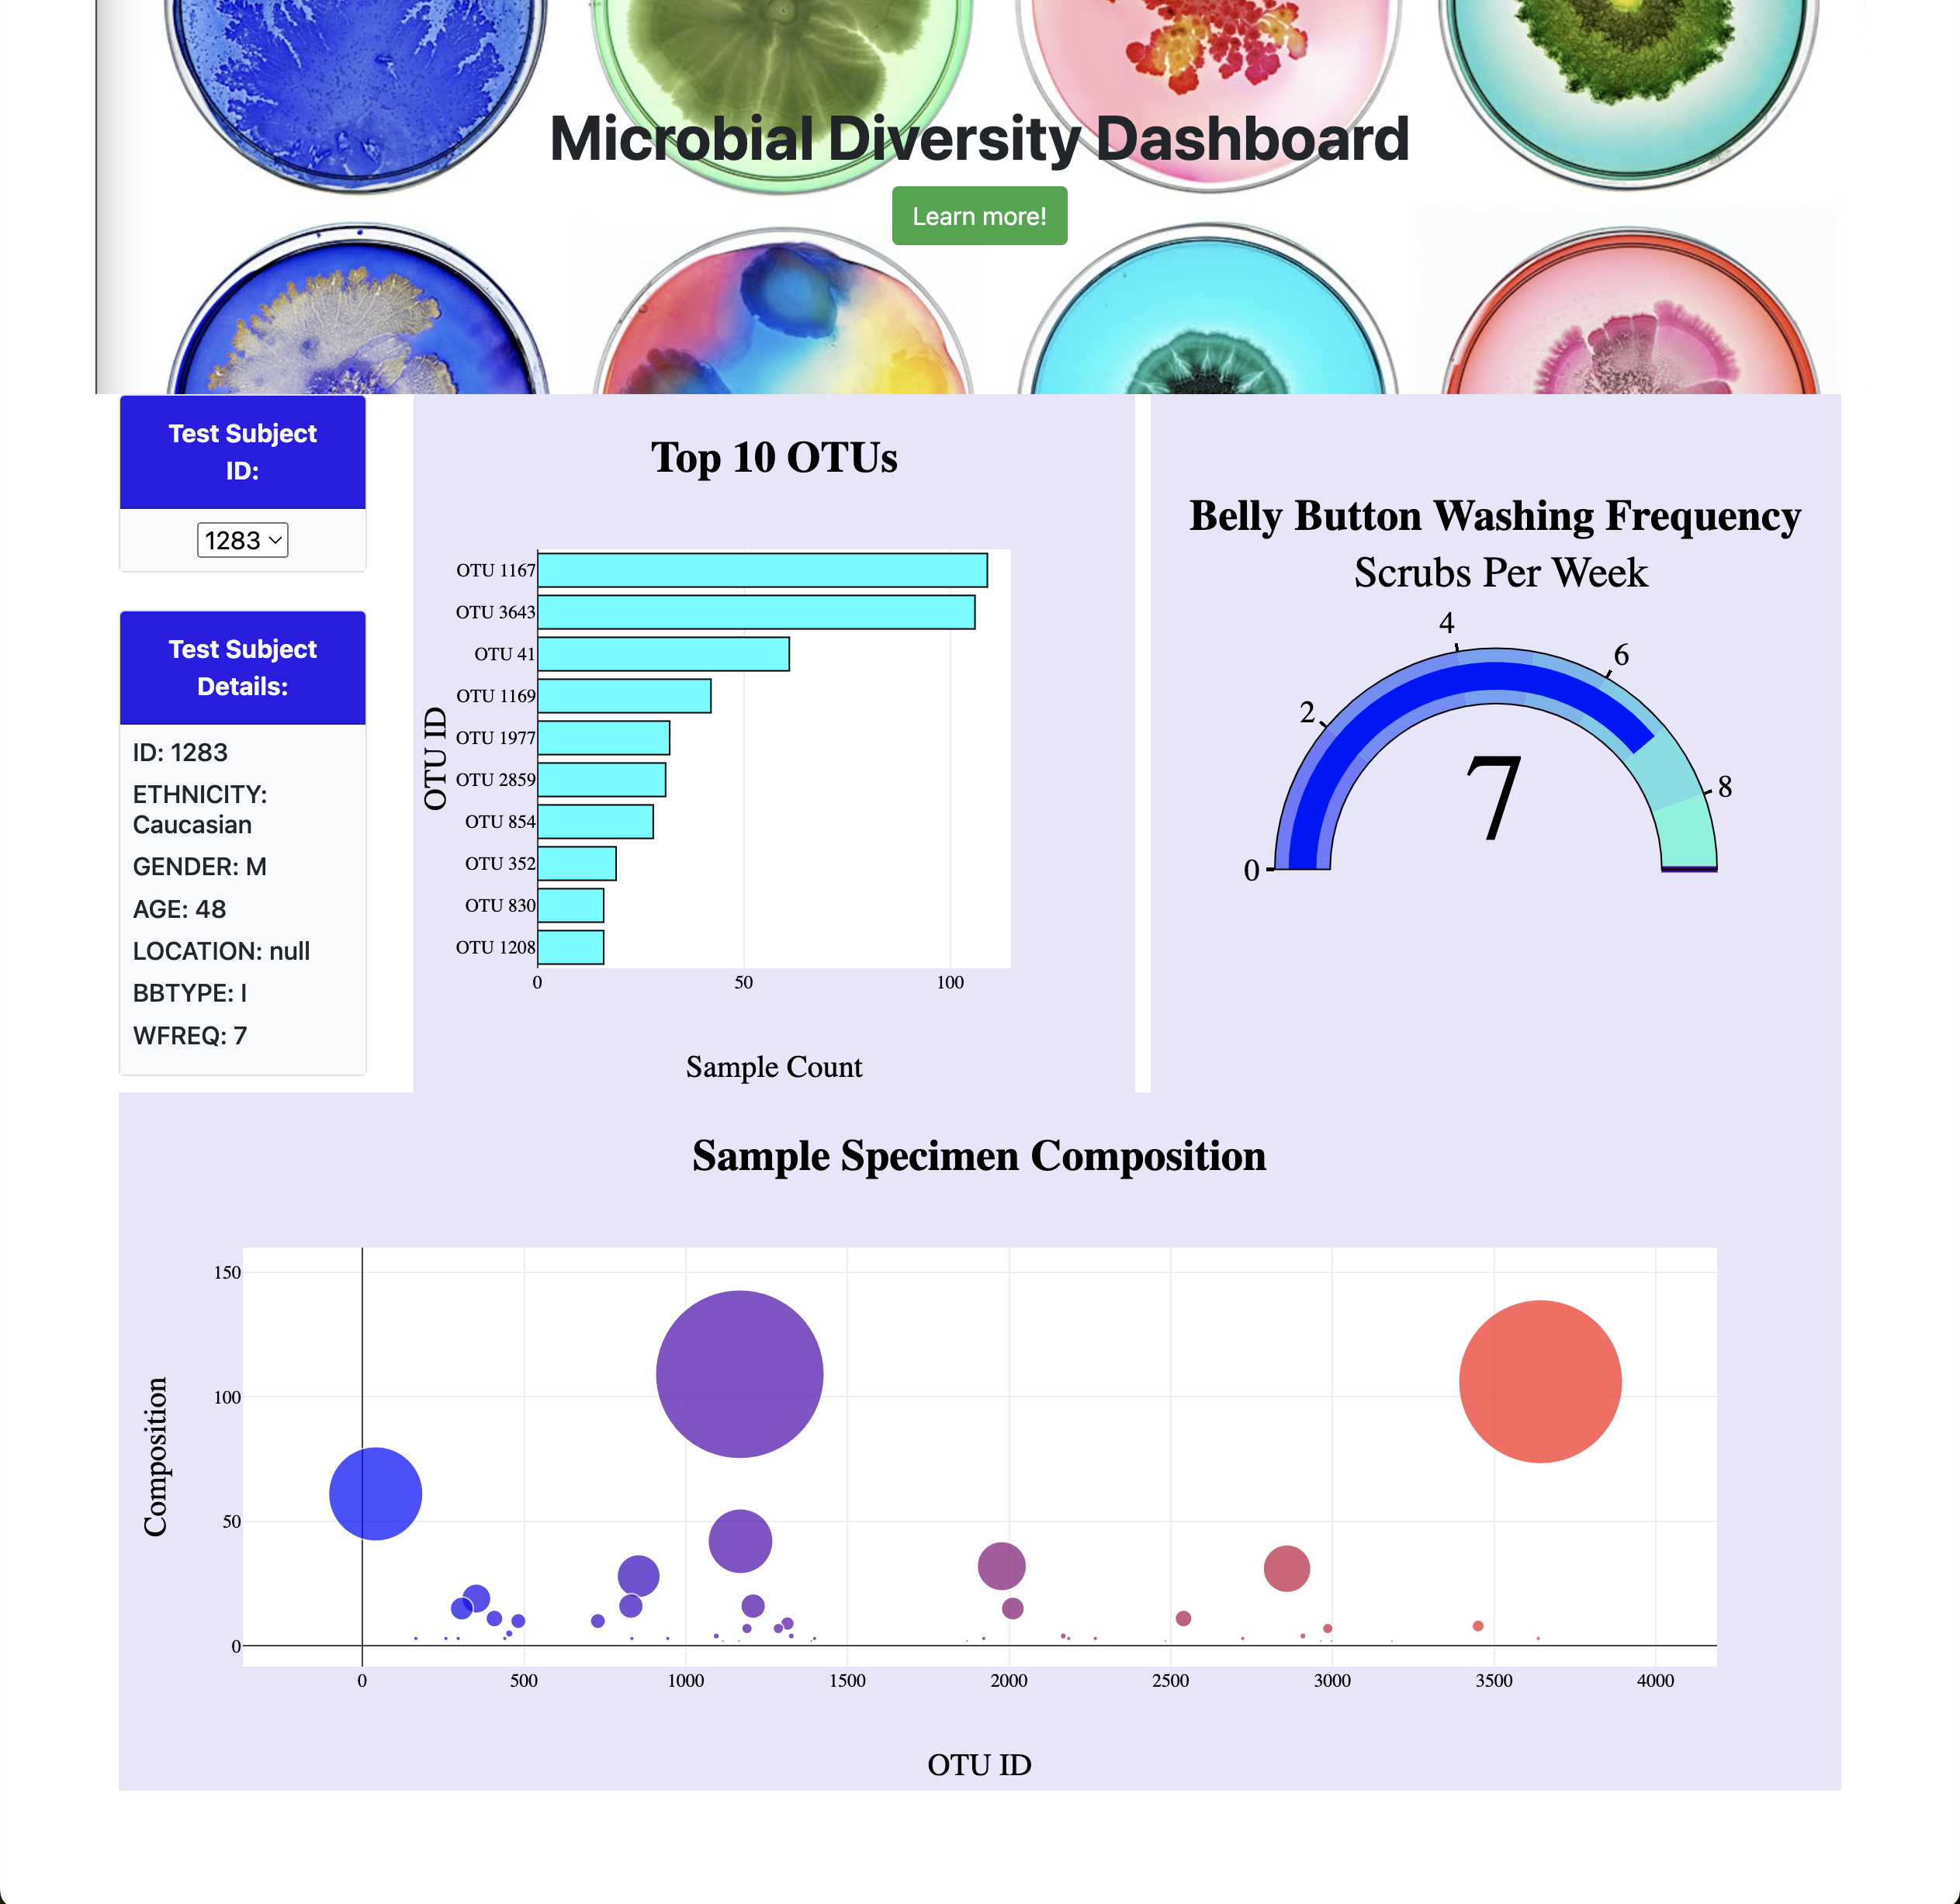 Microbial Diversity Dashboard
Learn more!
Test Subject
ID:
1283
Test Subject
Details:
ID: 1283
ETHNICITY:
Caucasian
GENDER: M
AGE: 48
LOCATION: null
BBTYPE: I
WFREQ: 7
Top 10 OTUs
OTU ID
OTU 1167
OTU 3643
OTU 41
OTU 1169
OTU 1977
OTU 2859
OTU 854
OTU 352
OTU 830
OTU 1208
0 50 100
Sample Count
Belly Button Washing Frequency
Scrubs Per Week
0
2
4
6
8
7
Sample Specimen Composition
Composition
150
100
50
0
0 500 1000 1500 2000 2500 3000 3500 4000
OTU ID